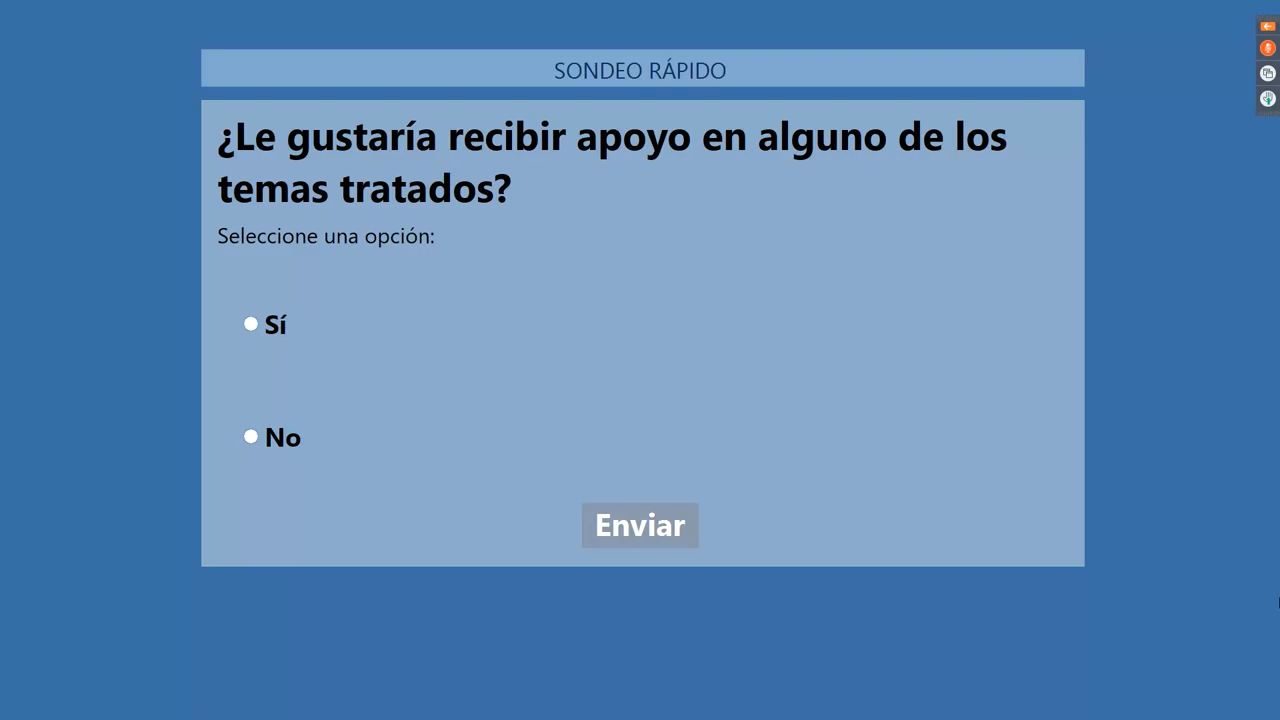 SONDEO RÁPIDO
¿Le gustaría recibir apoyo en alguno de los
temas tratados?
Seleccione una opción:
Sí
No
Enviar